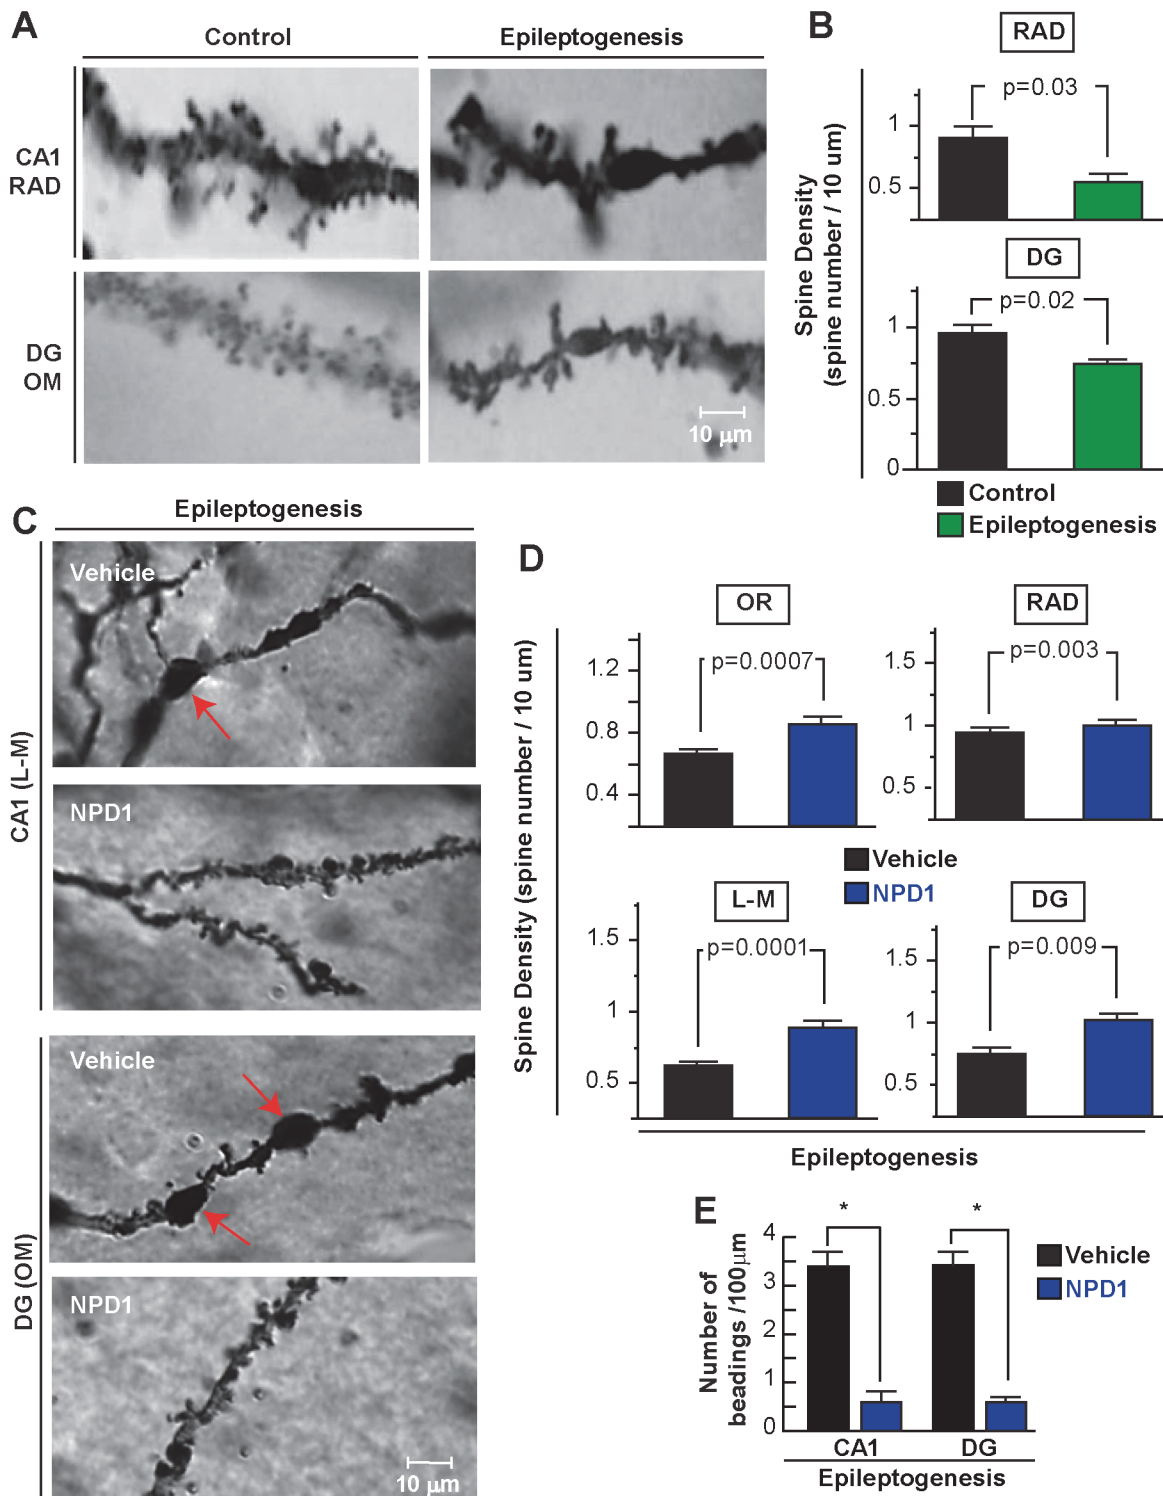 A
Control
Epileptogenesis
CA1
RAD
DG
OM
10 μm
B
RAD
p=0.03
1
0.5
DG
p=0.02
1
0.5
0
Spine Density
(spine number / 10 um)
Control
Epileptogenesis
C
Epileptogenesis
CA1 (L-M)
Vehicle
NPD1
DG (OM)
Vehicle
NPD1
10 μm
D
Spine Density (spine number / 10 um)
OR
p=0.0007
1.2
0.8
0.4
RAD
p=0.003
1.5
1
0.5
Vehicle
NPD1
L-M
p=0.0001
1.5
1
0.5
DG
p=0.009
1.5
1
0.5
Epileptogenesis
E
Number of
beadings /100μm
4
3
2
1
0
*
*
Vehicle
NPD1
CA1
DG
Epileptogenesis